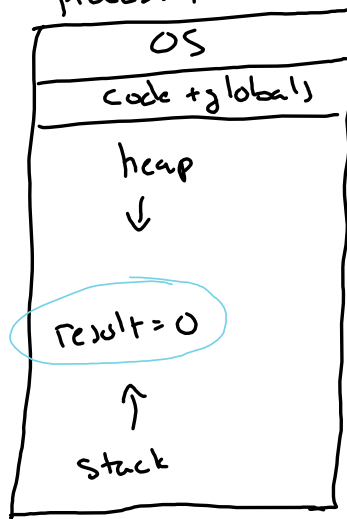 OS
code + globals
heap
result = 0
stack